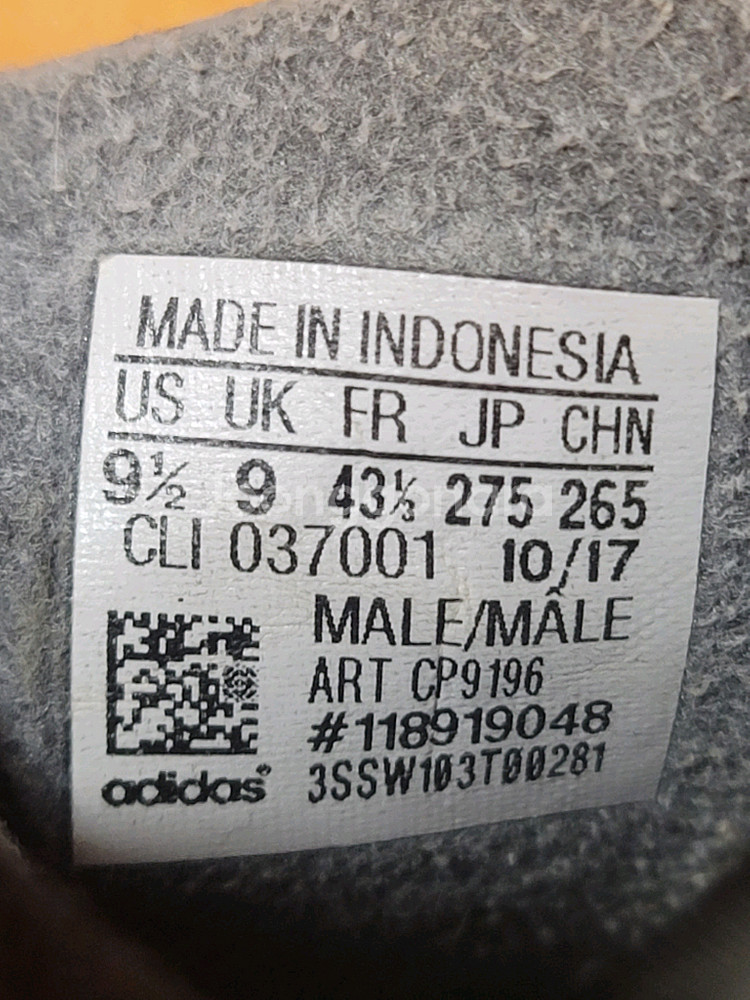 MADE IN INDONESIA
US UK FR JP CHN
9½ 9 43⅓ 275 265
CLI 037001 10/17
MALE/MÂLE
ART CP9196
#118919048
adidas® 3SSW103T00281